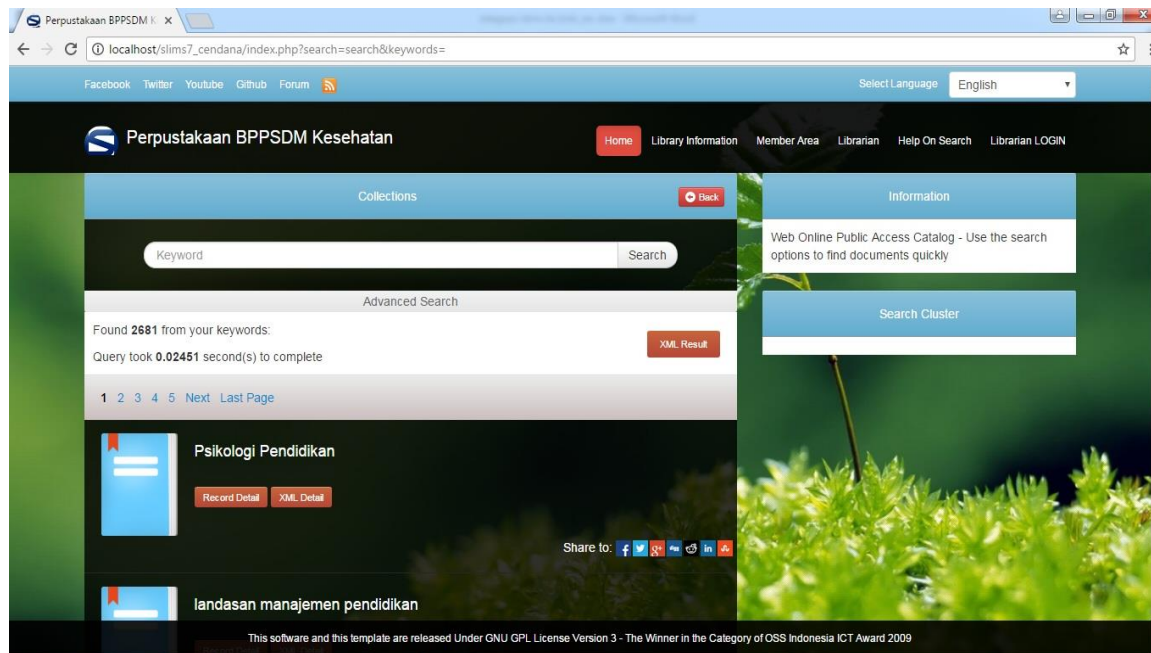 Perpustakaan BPPSDM K
localhost/slims7_cendana/index.php?search=search&keywords=
Facebook Twitter Youtube Github Forum Select Language English
Perpustakaan BPPSDM Kesehatan Home Library Information Member Area Librarian Help On Search Librarian LOGIN
Collections Back
Keyword Search
Advanced Search
Found 2681 from your keywords:
Query took 0.02451 second(s) to complete
XML Result
1 2 3 4 5 Next Last Page
Psikologi Pendidikan
Record Detail XML Detail
Share to:
landasan manajemen pendidikan
Information
Web Online Public Access Catalog - Use the search
options to find documents quickly
Search Cluster
This software and this template are released Under GNU GPL License Version 3 - The Winner in the Category of OSS Indonesia ICT Award 2009